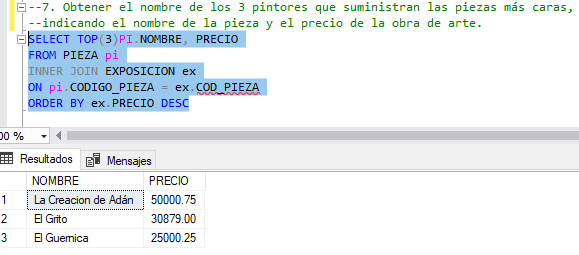 --7. Obtener el nombre de los 3 pintores que suministran las piezas más caras,
--indicando el nombre de la pieza y el precio de la obra de arte.
SELECT TOP(3)PI.NOMBRE, PRECIO
FROM PIEZA pi
INNER JOIN EXPOSICION ex
ON pi.CODIGO_PIEZA = ex.COD_PIEZA
ORDER BY ex.PRECIO DESC
00 %
Resultados Mensajes
NOMBRE PRECIO
1 La Creacion de Adán 50000.75
2 El Grito 30879.00
3 El Guernica 25000.25